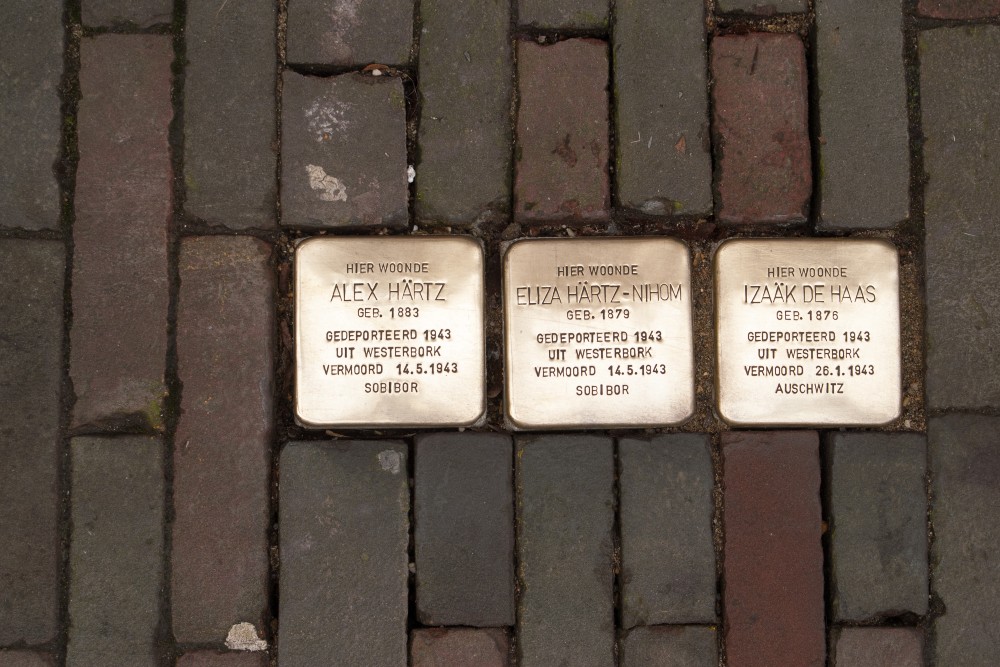 HIER WOONDE
ALEX HÄRTZ
GEB. 1883
GEDEPORTEERD 1943
UIT WESTERBORK
VERMOORD 14.5.1943
SOBIBOR
HIER WOONDE
ELIZA HÄRTZ-NIHOM
GEB. 1879
GEDEPORTEERD 1943
UIT WESTERBORK
VERMOORD 14.5.1943
SOBIBOR
HIER WOONDE
IZAÄK DE HAAS
GEB. 1876
GEDEPORTEERD 1943
UIT WESTERBORK
VERMOORD 26.1.1943
AUSCHWITZ